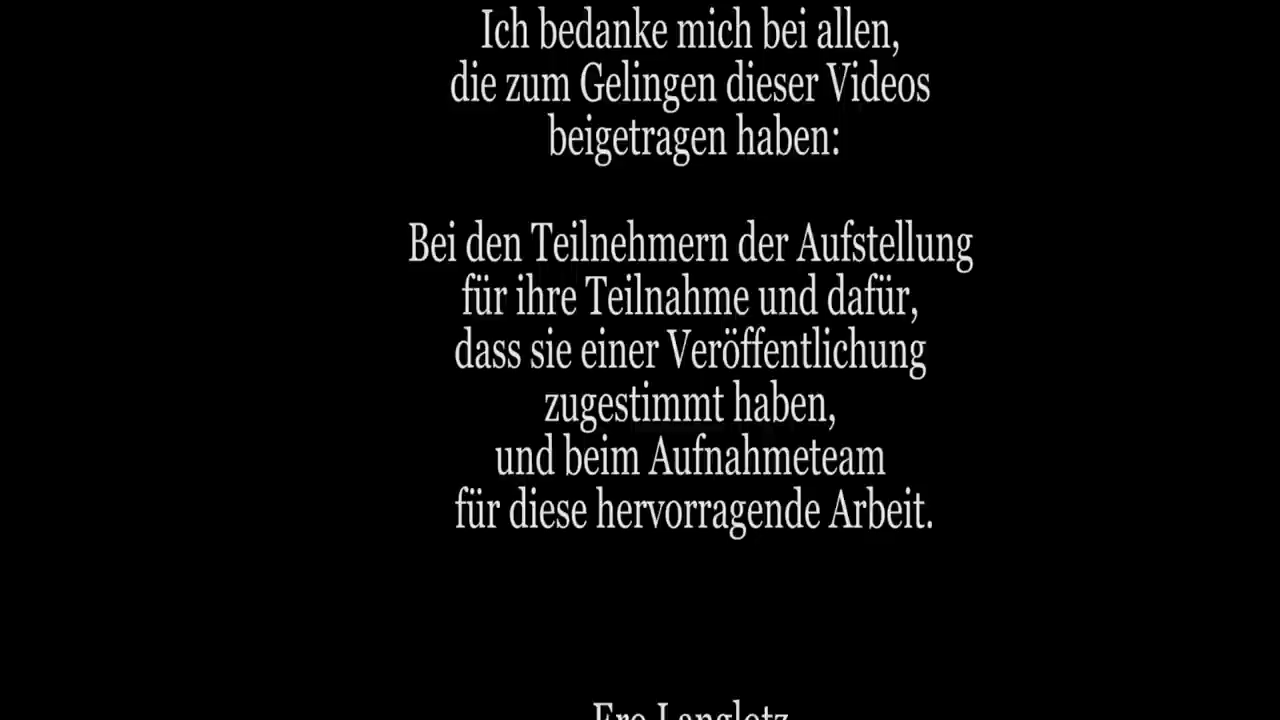 Ich bedanke mich bei allen,
die zum Gelingen dieser Videos
beigetragen haben:
Bei den Teilnehmern der Aufstellung
für ihre Teilnahme und dafür,
dass sie einer Veröffentlichung
zugestimmt haben,
und beim Aufnahmeteam
für diese hervorragende Arbeit.